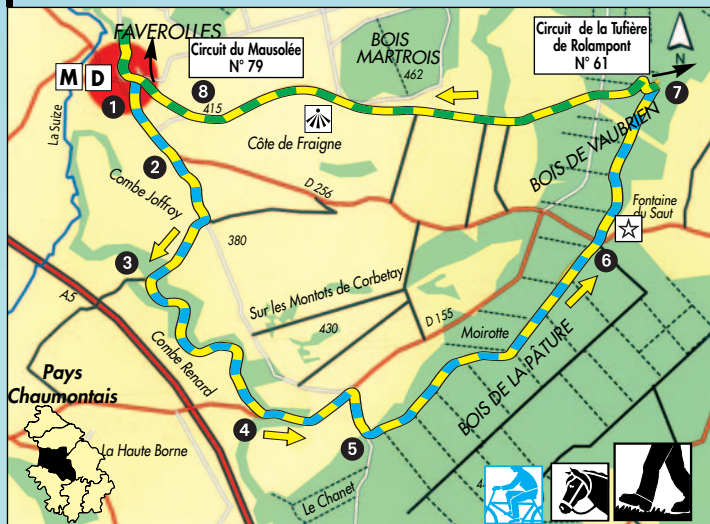 FAVEROLLES
Circuit du Mausolée
N° 79
BOIS
MARTROIS
462
Circuit de la Tufière
de Rolampont
N° 61
N
M D
1
8
415
7
La Suize
2
Côte de Fraigne
BOIS DE VAUBRIEN
Combe Joffroy
D 256
Fontaine
du Saut
380
3
6
Sur les Montots de Corbetay
A5
430
D 155
Moirotte
Combe Renard
BOIS DE LA PÂTURE
Pays
Chaumontais
4
5
La Haute Borne
Le Chanet